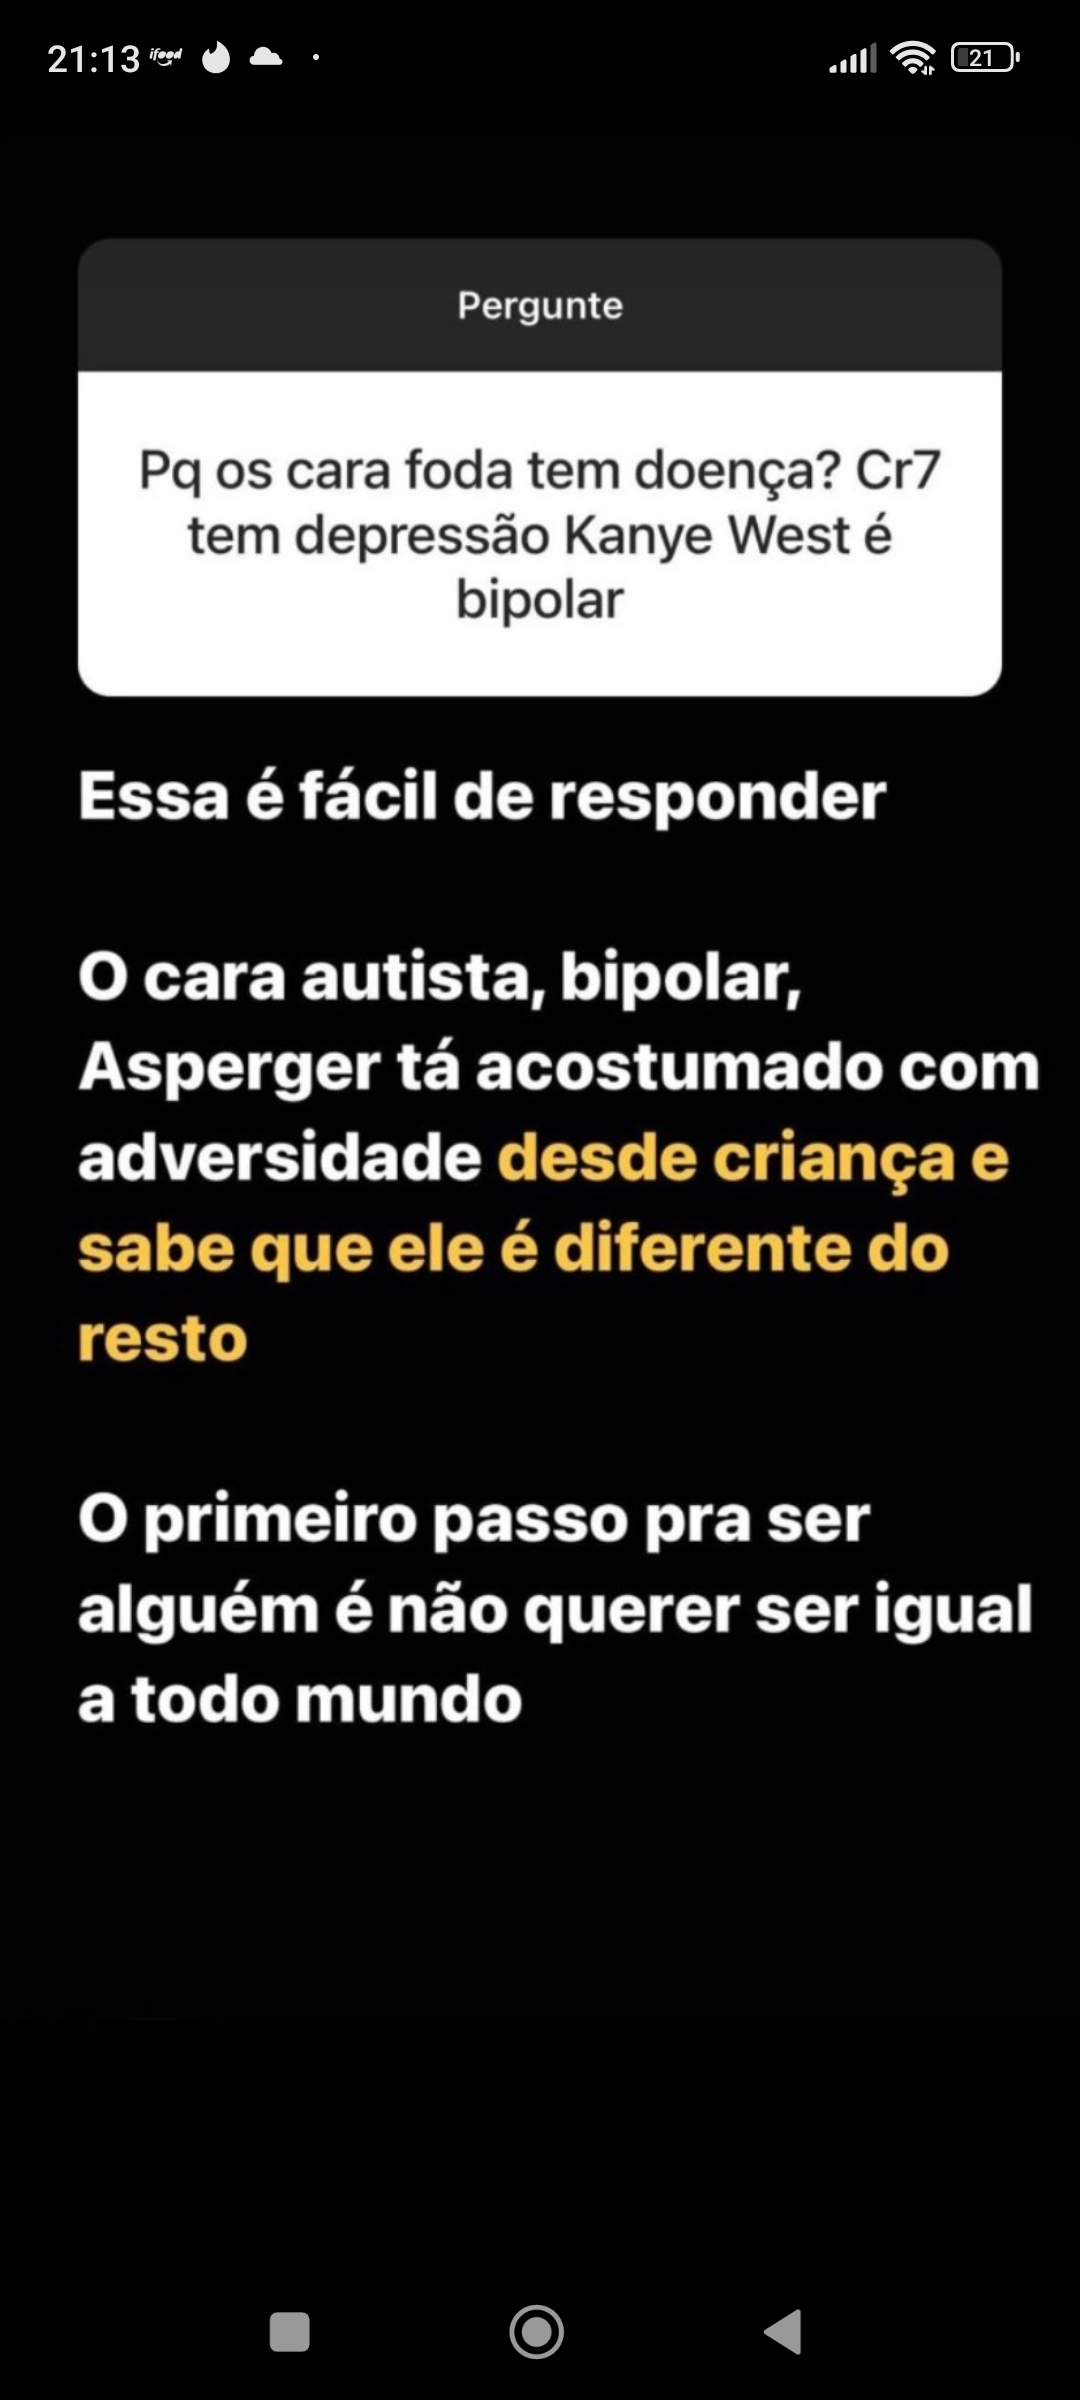 21:13 ifood 21
Pergunte
Pq os cara foda tem doença? Cr7
tem depressão Kanye West é
bipolar
Essa é fácil de responder
O cara autista, bipolar,
Asperger tá acostumado com
adversidade desde criança e
sabe que ele é diferente do
resto
O primeiro passo pra ser
alguém é não querer ser igual
a todo mundo